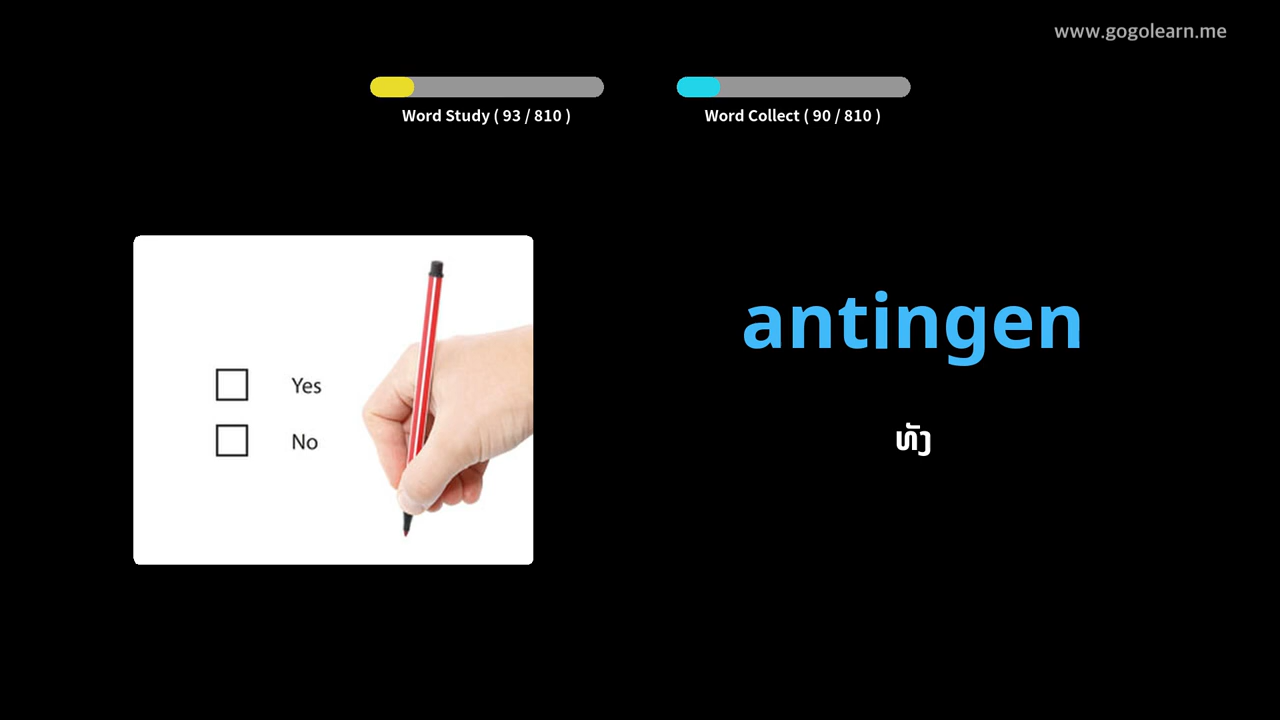 www.gogolearn.me
Word Study ( 93 / 810 )
Word Collect ( 90 / 810 )
Yes
No
antingen
ທັງ